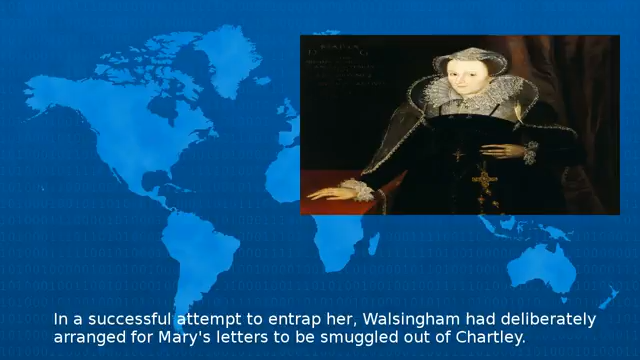 In a successful attempt to entrap her, Walsingham had deliberately
arranged for Mary's letters to be smuggled out of Chartley.